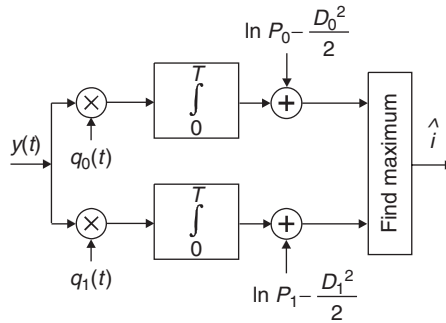 ln P₀ – D₀²/2
T
∫
0
y(t)
q₀(t)
Find maximum
î
T
∫
0
q₁(t)
ln P₁ – D₁²/2